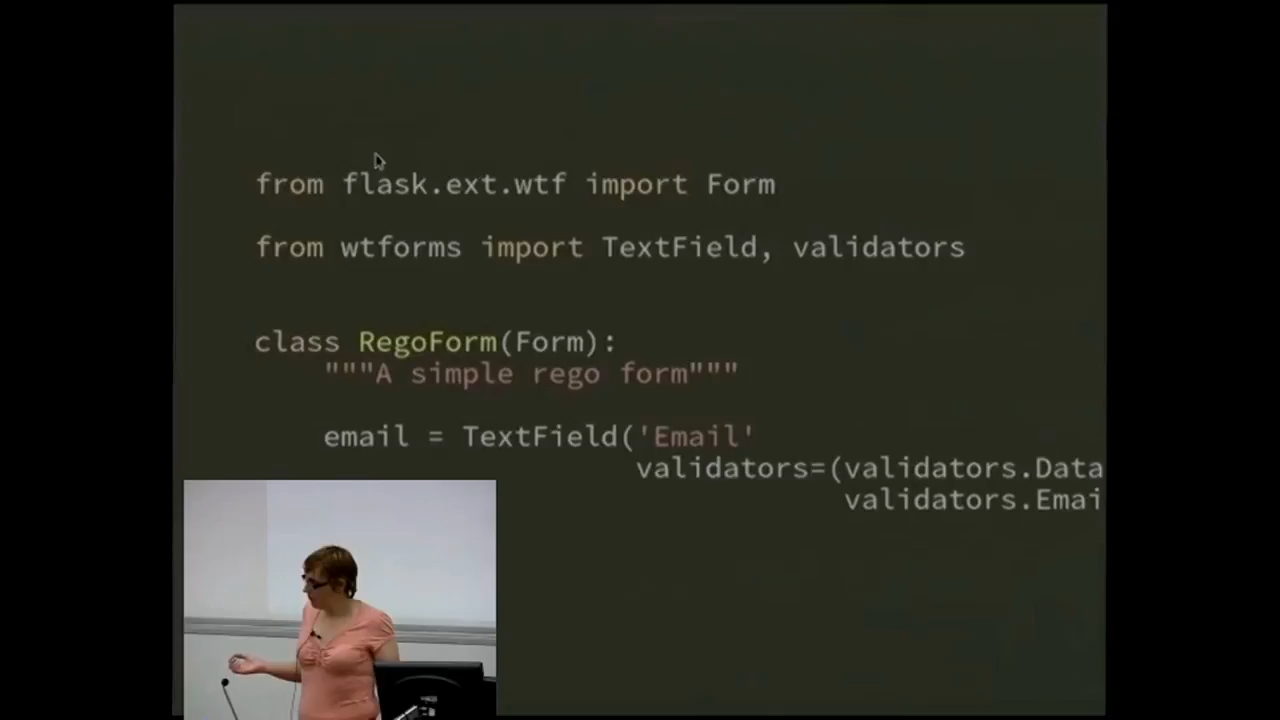 from flask.ext.wtf import Form
from wtforms import TextField, validators
class RegoForm(Form):
"""A simple rego form"""
email = TextField('Email'
validators=(validators.Data
validators.Emai